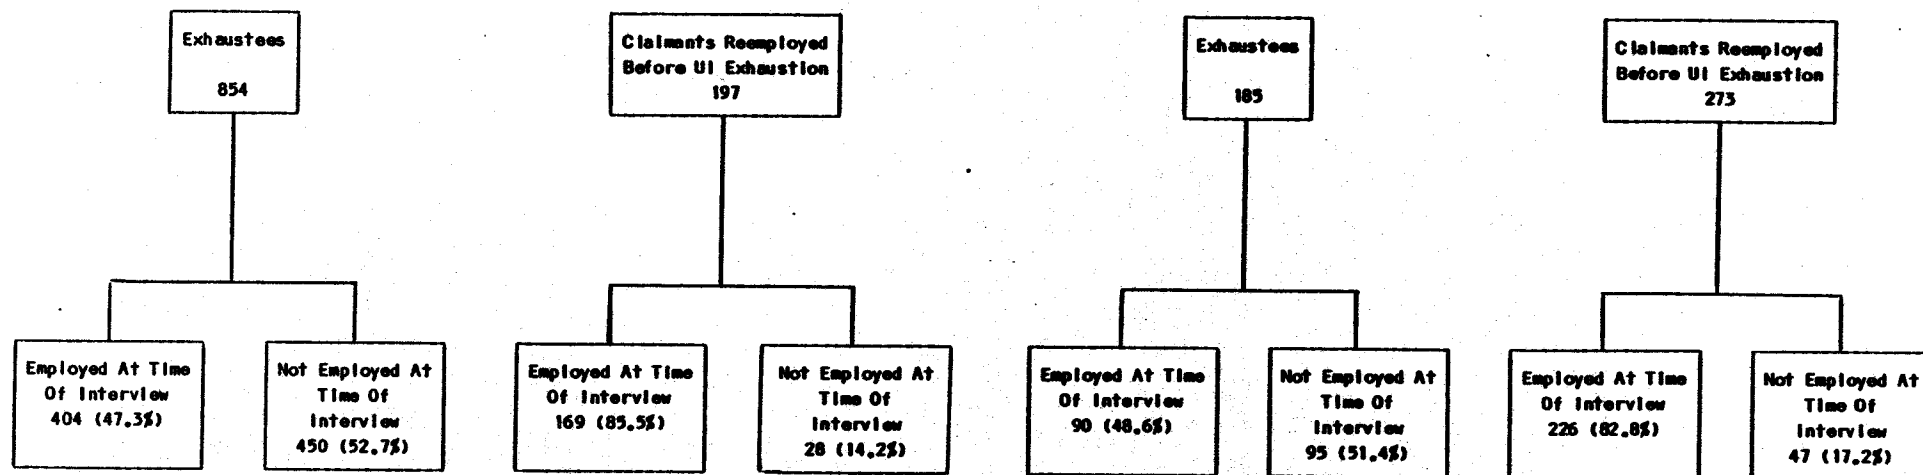 Exhaustees
854
Claimants Reemployed
Before UI Exhaustion
197
Exhaustees
185
Claimants Reemployed
Before UI Exhaustion
273
Employed At Time
Of Interview
404 (47.3%)
Not Employed At
Time Of
Interview
450 (52.7%)
Employed At Time
Of Interview
169 (85.5%)
Not Employed At
Time Of
Interview
28 (14.2%)
Employed At Time
Of Interview
90 (48.6%)
Not Employed At
Time Of
Interview
95 (51.4%)
Employed At Time
Of Interview
226 (82.8%)
Not Employed At
Time Of
Interview
47 (17.2%)